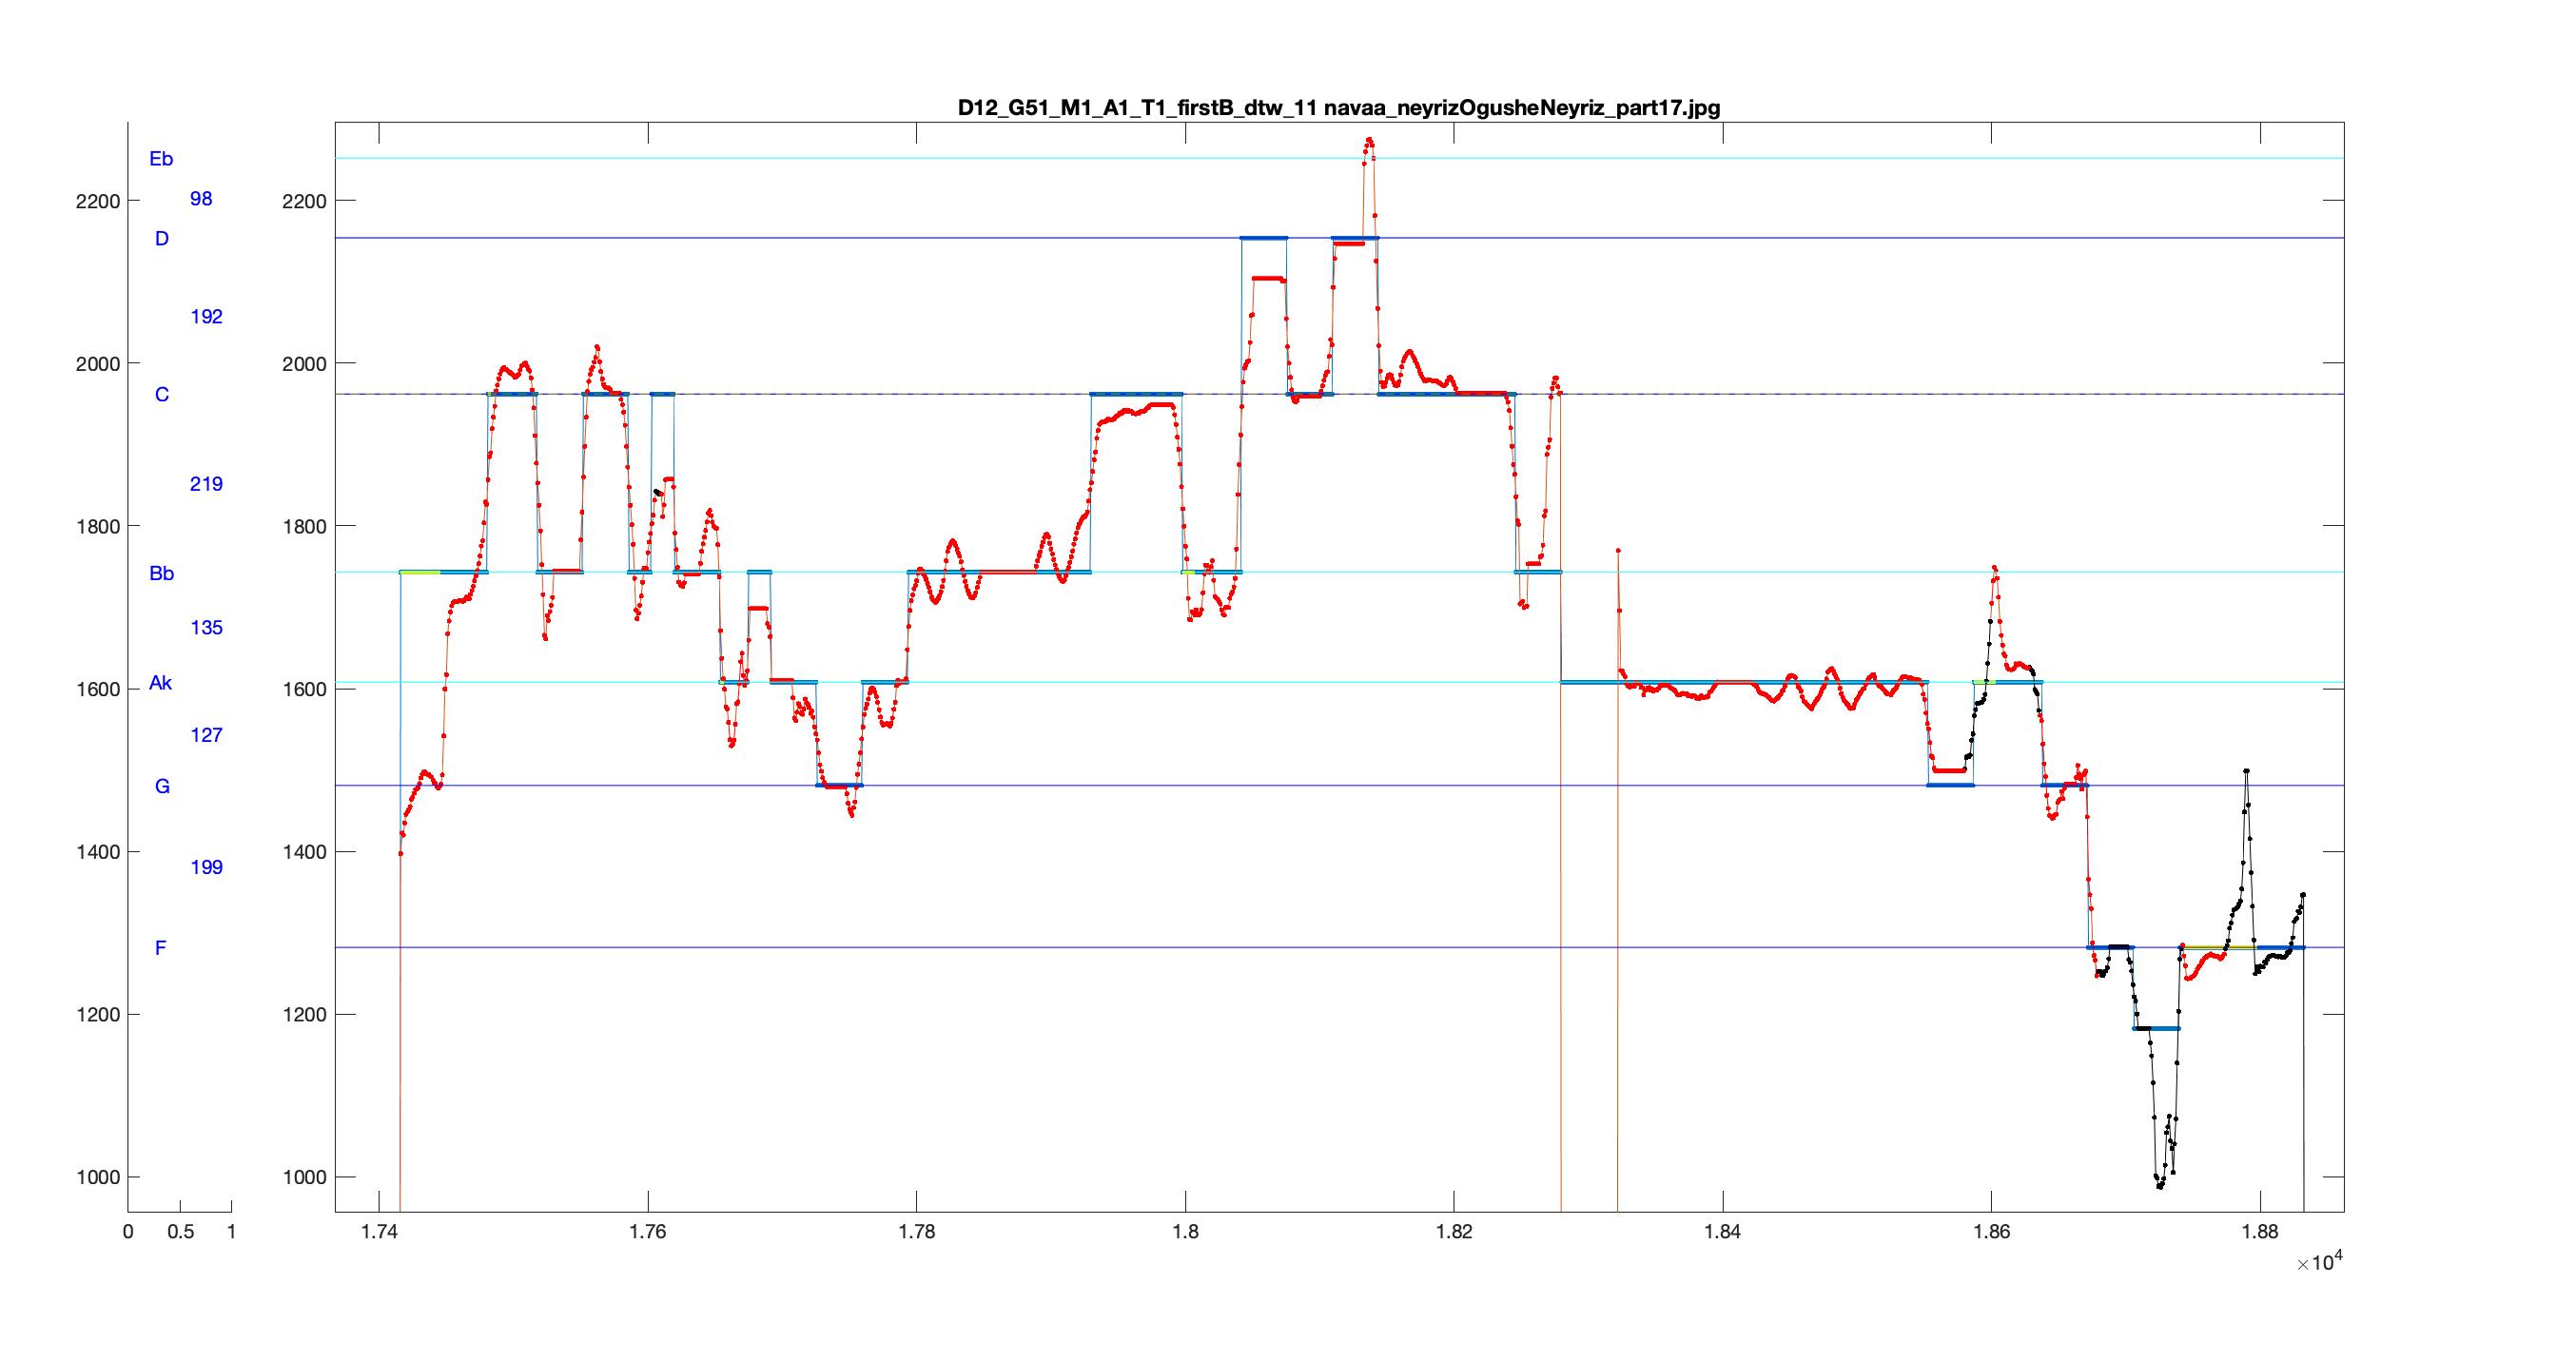 D12_G51_M1_A1_T1_firstB_dtw_11 navaa_neyrizOgusheNeyriz_part17.jpg
Eb
98
2200 2200
D
192
2000 2000
C
219
1800 1800
Bb
135
Ak
1600 1600
127
G
1400 1400
199
F
1200 1200
1000 1000
0 0.5 1 1.74 1.76 1.78 1.8 1.82 1.84 1.86 1.88
×10^4